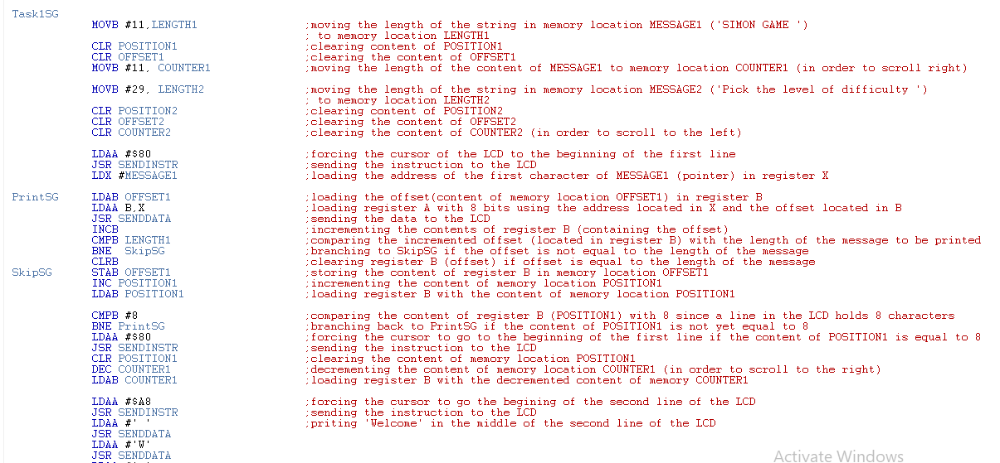 Task1SG
MOVB #11,LENGTH1 ;moving the length of the string in memory location MESSAGE1 ('SIMON GAME ')
; to memory location LENGTH1
CLR POSITION1 ;clearing content of POSITION1
CLR OFFSET1 ;clearing the content of OFFSET1
MOVB #11, COUNTER1 ;moving the length of the content of MESSAGE1 to memory location COUNTER1 (in order to scroll right)
MOVB #29, LENGTH2 ;moving the length of the string in memory location MESSAGE2 ('Pick the level of difficulty ')
; to memory location LENGTH2
CLR POSITION2 ;clearing content of POSITION2
CLR OFFSET2 ;clearing the content of OFFSET2
CLR COUNTER2 ;clearing the content of COUNTER2 (in order to scroll to the left)
LDAA #$80 ;forcing the cursor of the LCD to the beginning of the first line
JSR SENDINSTR ;sending the instruction to the LCD
LDX #MESSAGE1 ;loading the address of the first character of MESSAGE1 (pointer) in register X
PrintSG LDAB OFFSET1 ;loading the offset(content of memory location OFFSET1) in register B
LDAA B,X ;loading register A with 8 bits using the address located in X and the offset located in B
JSR SENDDATA ;sending the data to the LCD
INCB ;incrementing the contents of register B (containing the offset)
CMPB LENGTH1 ;comparing the incremented offset (located in register B) with the length of the message to be printed
BNE SkipSG ;branching to SkipSG if the offset is not equal to the length of the message
CLRB ;clearing register B (offset) if offset is equal to the length of the message
SkipSG STAB OFFSET1 ;storing the content of register B in memory location OFFSET1
INC POSITION1 ;incrementing the content of memory location POSITION1
LDAB POSITION1 ;loading register B with the content of memory location POSITION1
CMPB #8 ;comparing the content of register B (POSITION1) with 8 since a line in the LCD holds 8 characters
BNE PrintSG ;branching back to PrintSG if the content of POSITION1 is not yet equal to 8
LDAA #$80 ;forcing the cursor to go to the beginning of the first line if the content of POSITION1 is equal to 8
JSR SENDINSTR ;sending the instruction to the LCD
CLR POSITION1 ;clearing the content of memory location POSITION1
DEC COUNTER1 ;decrementing the content of memory location COUNTER1 (in order to scroll to the right)
LDAB COUNTER1 ;loading register B with the decremented content of memory COUNTER1
LDAA #$A8 ;forcing the cursor to go the begining of the second line of the LCD
JSR SENDINSTR ;sending the instruction to the LCD
LDAA #' ' ;priting 'Welcome' in the middle of the second line of the LCD
JSR SENDDATA
LDAA #'W'
JSR SENDDATA
Activate Windows